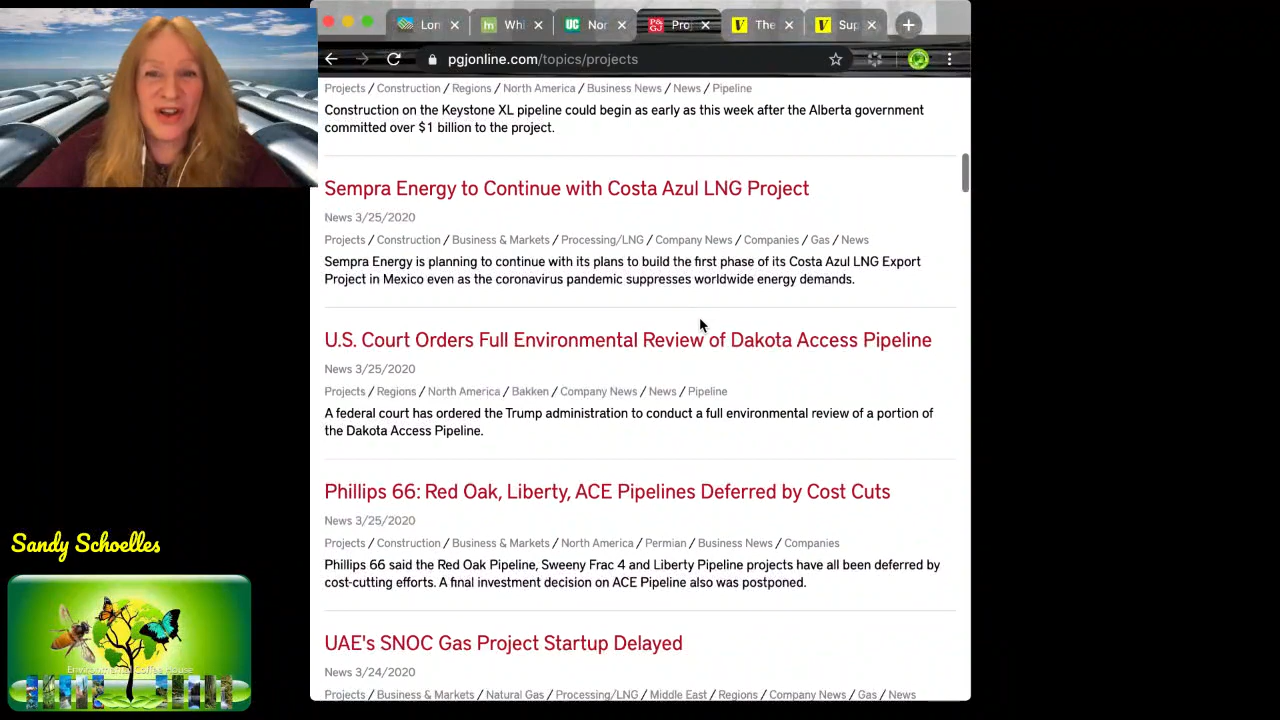 Lon
Whi
Nor
Pro
The
Sup
pgjonline.com/topics/projects
Projects / Construction / Regions / North America / Business News / News / Pipeline
Construction on the Keystone XL pipeline could begin as early as this week after the Alberta government
committed over $1 billion to the project.
Sempra Energy to Continue with Costa Azul LNG Project
News 3/25/2020
Projects / Construction / Business & Markets / Processing/LNG / Company News / Companies / Gas / News
Sempra Energy is planning to continue with its plans to build the first phase of its Costa Azul LNG Export
Project in Mexico even as the coronavirus pandemic suppresses worldwide energy demands.
U.S. Court Orders Full Environmental Review of Dakota Access Pipeline
News 3/25/2020
Projects / Regions / North America / Bakken / Company News / News / Pipeline
A federal court has ordered the Trump administration to conduct a full environmental review of a portion of
the Dakota Access Pipeline.
Phillips 66: Red Oak, Liberty, ACE Pipelines Deferred by Cost Cuts
News 3/25/2020
Projects / Construction / Business & Markets / North America / Permian / Business News / Companies
Phillips 66 said the Red Oak Pipeline, Sweeny Frac 4 and Liberty Pipeline projects have all been deferred by
cost-cutting efforts. A final investment decision on ACE Pipeline also was postponed.
UAE's SNOC Gas Project Startup Delayed
News 3/24/2020
Projects / Business & Markets / Natural Gas / Processing/LNG / Middle East / Regions / Company News / Gas / News
Sandy Schoelles
Environmental Coffee House